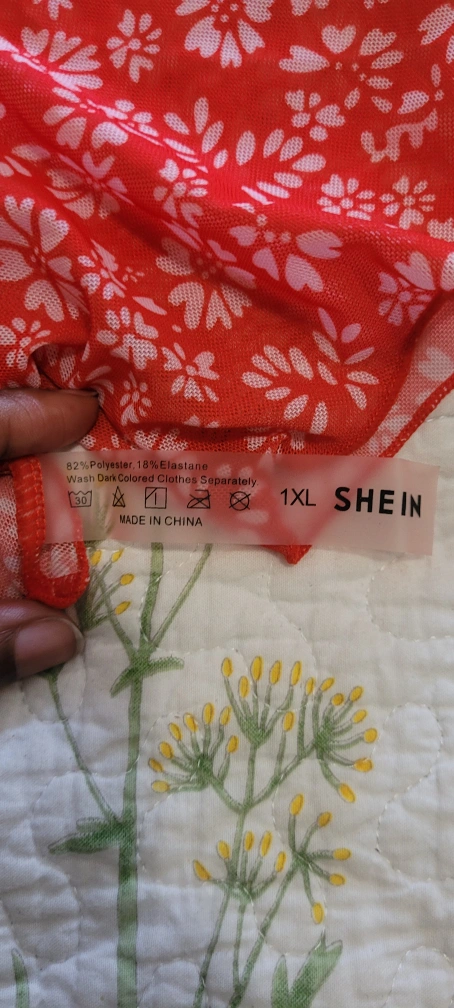 82%Polyester.18%Elastane
Wash Dark Colored Clothes Separately
30
1XL SHEIN
MADE IN CHINA